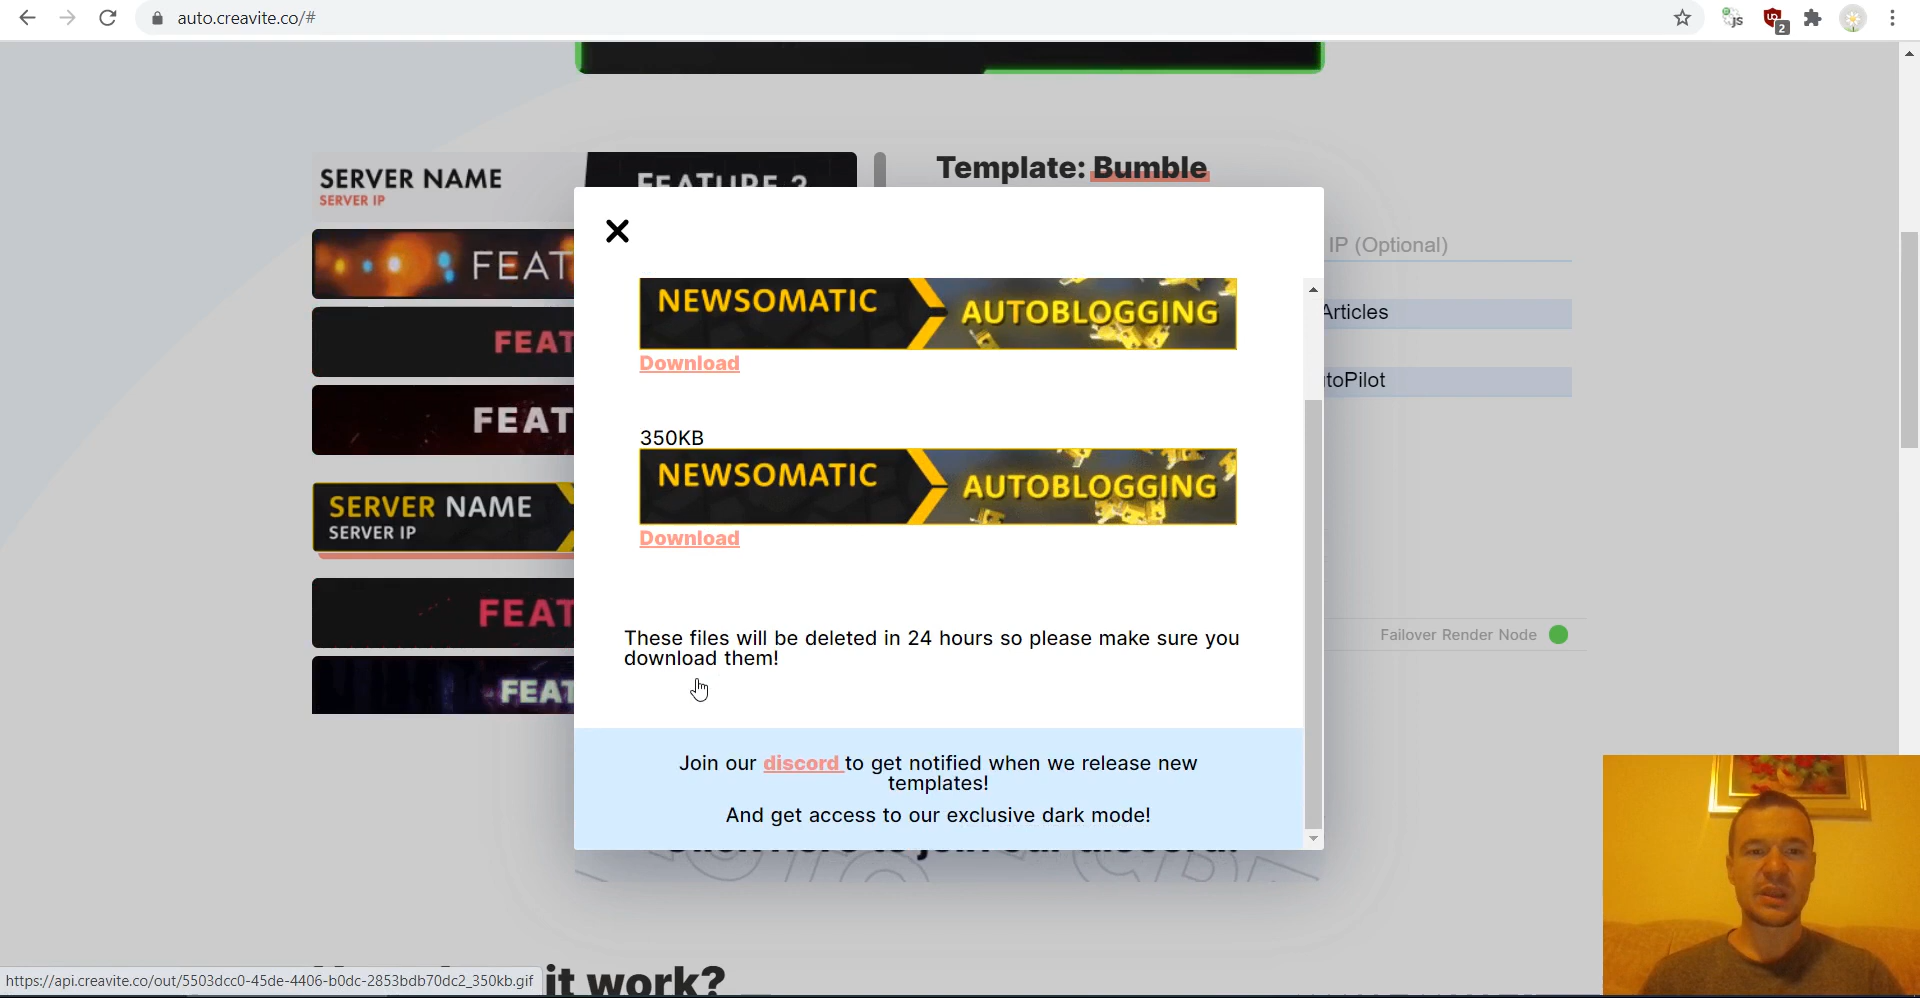 auto.creavite.co/#
2
SERVER NAME
SERVER IP
Template: Bumble
IP (Optional)
NEWSOMATIC
AUTOBLOGGING
Articles
Download
FEAT
toPilot
FEAT
350KB
NEWSOMATIC
AUTOBLOGGING
SERVER NAME
SERVER IP
Download
FEAT
These files will be deleted in 24 hours so please make sure you
download them!
Failover Render Node
FEAT
Join our discord to get notified when we release new
templates!
And get access to our exclusive dark mode!
it work?
https://api.creavite.co/out/5503dcc0-45de-4406-b0dc-2853bdb70dc2_350kb.gif